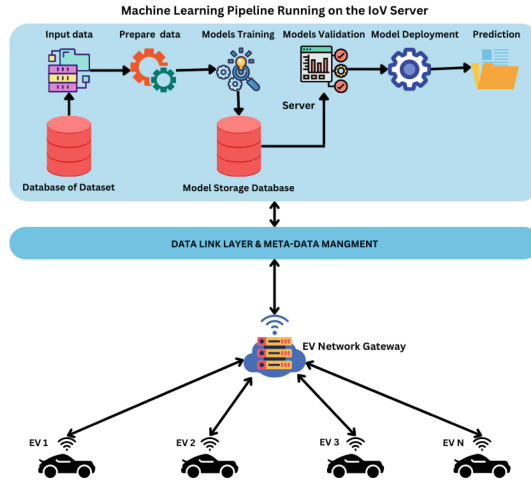 Machine Learning Pipeline Running on the IoV Server
Input data
Prepare data
Models Training
Models Validation
Model Deployment
Prediction
Server
Database of Dataset
Model Storage Database
DATA LINK LAYER & META-DATA MANGMENT
EV Network Gateway
EV 1
EV 2
EV 3
EV N